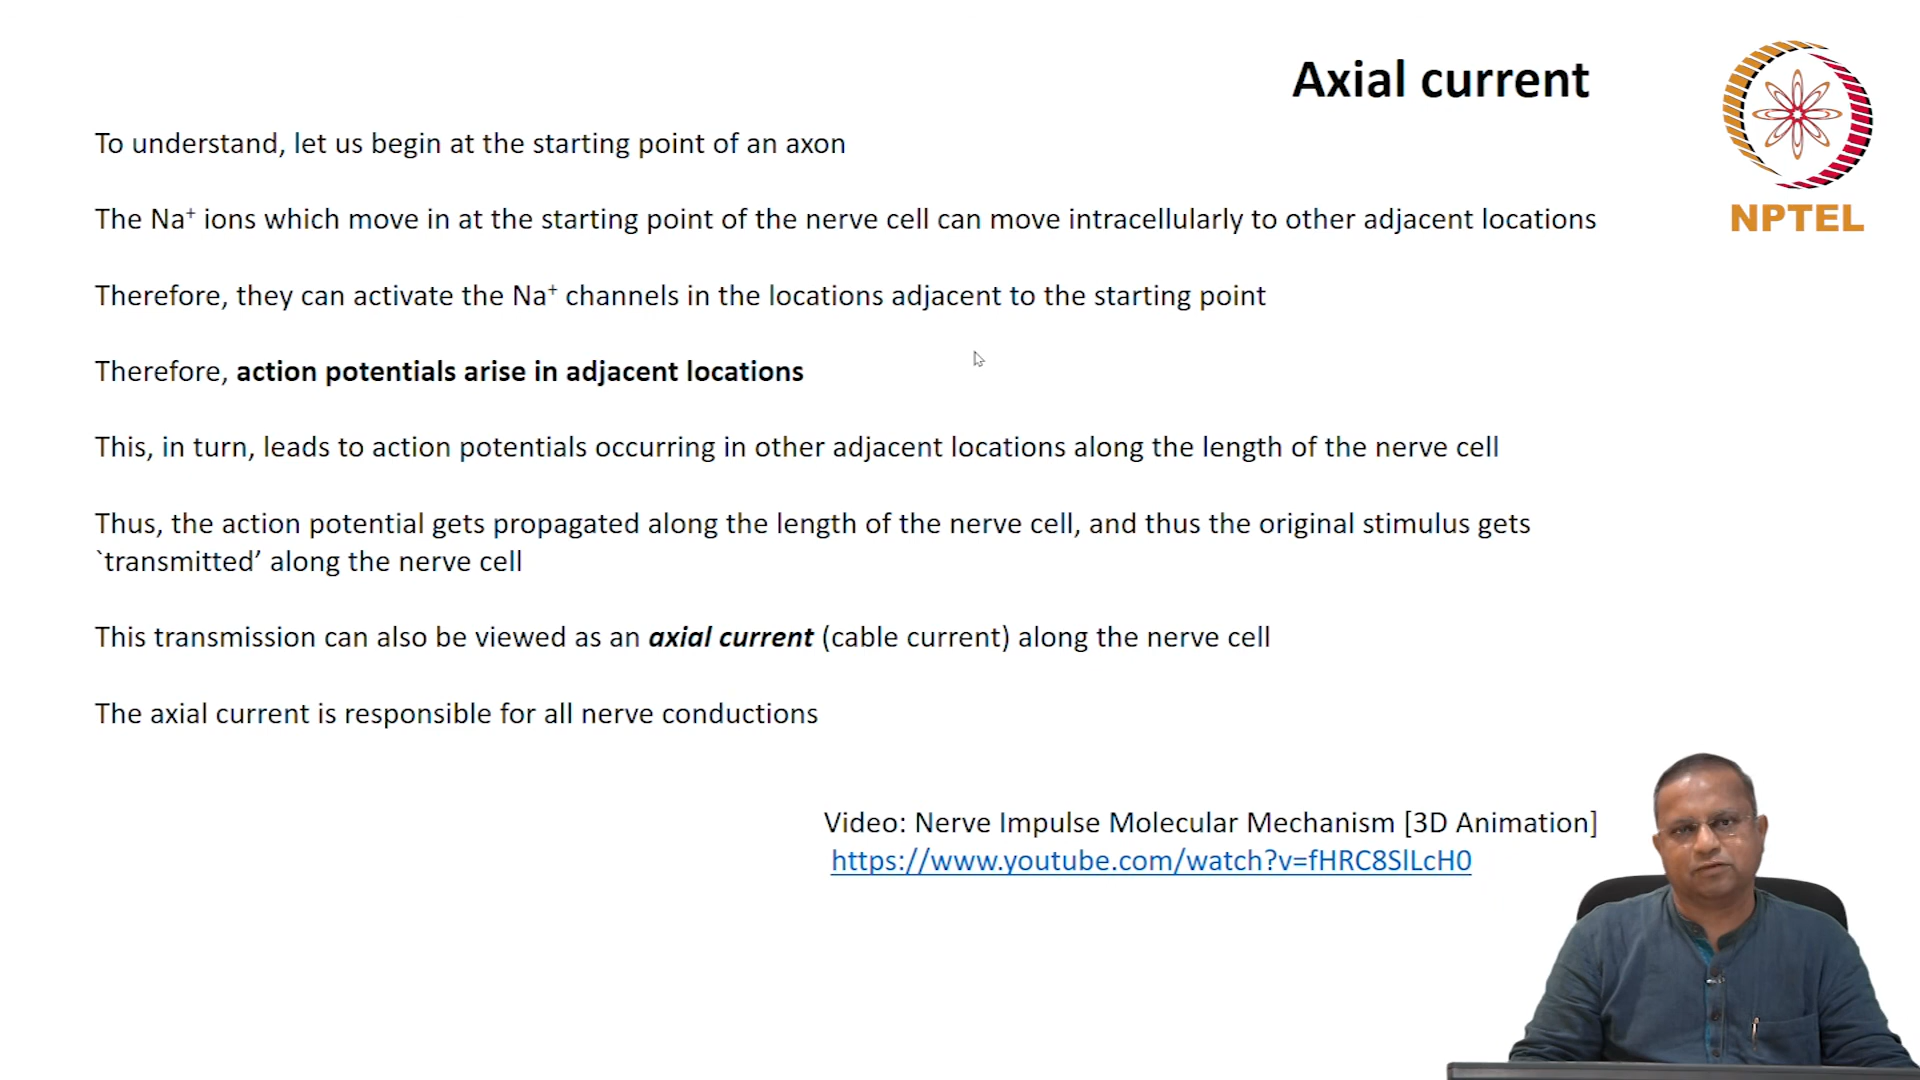 Axial current
NPTEL
To understand, let us begin at the starting point of an axon
The Na⁺ ions which move in at the starting point of the nerve cell can move intracellularly to other adjacent locations
Therefore, they can activate the Na⁺ channels in the locations adjacent to the starting point
Therefore, action potentials arise in adjacent locations
This, in turn, leads to action potentials occurring in other adjacent locations along the length of the nerve cell
Thus, the action potential gets propagated along the length of the nerve cell, and thus the original stimulus gets
`transmitted’ along the nerve cell
This transmission can also be viewed as an axial current (cable current) along the nerve cell
The axial current is responsible for all nerve conductions
Video: Nerve Impulse Molecular Mechanism [3D Animation]
https://www.youtube.com/watch?v=fHRC8SlLcH0